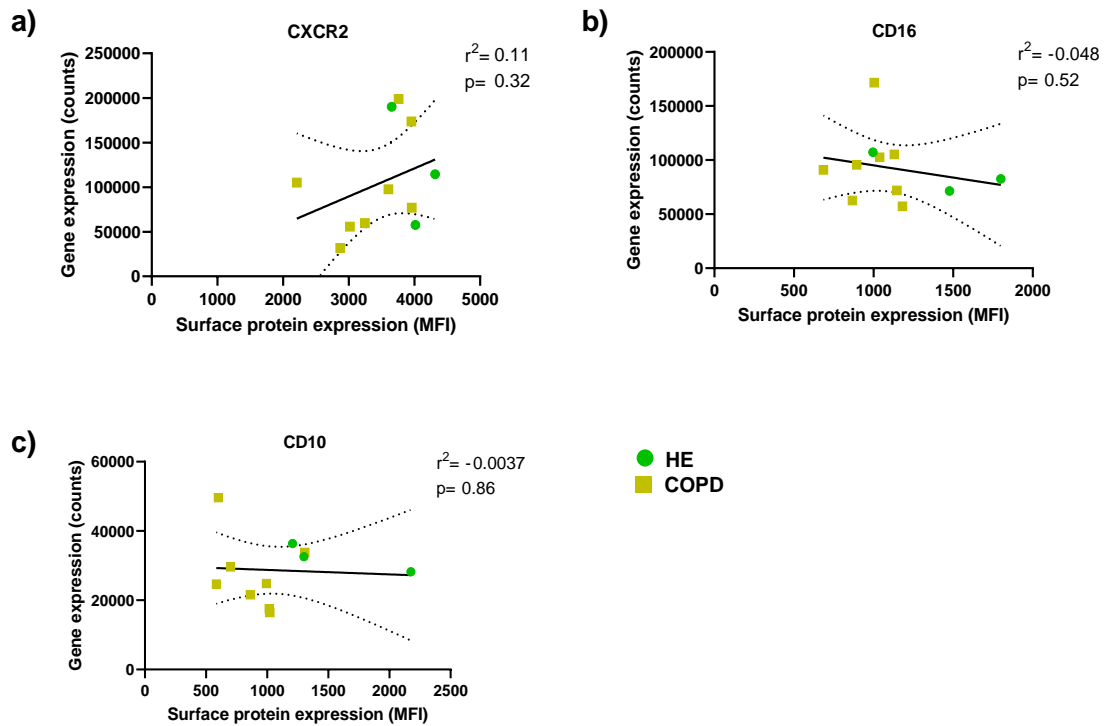 a)
CXCR2
r2= 0.11
p= 0.32
Gene expression (counts)
250000
200000
150000
100000
50000
0
0 1000 2000 3000 4000 5000
Surface protein expression (MFI)
b)
CD16
r2= -0.048
p= 0.52
Gene expression (counts)
200000
150000
100000
50000
0
0 500 1000 1500 2000
Surface protein expression (MFI)
c)
CD10
r2= -0.0037
p= 0.86
Gene expression (counts)
60000
40000
20000
0
0 500 1000 1500 2000 2500
Surface protein expression (MFI)
HE
COPD